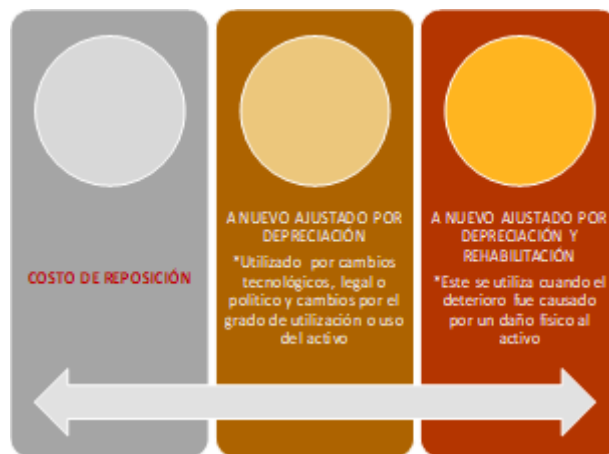 COSTO DE REPOSICIÓN
A NUEVO AJUSTADO POR
DEPRECIACIÓN
*Utilizado por cambios
tecnológicos, legal o
político y cambios por el
grado de utilización o uso
del activo
A NUEVO AJUSTADO POR
DEPRECIACIÓN Y
REHABILITACIÓN
*Este se utiliza cuando el
deterioro fue causado
por un daño físico al
activo